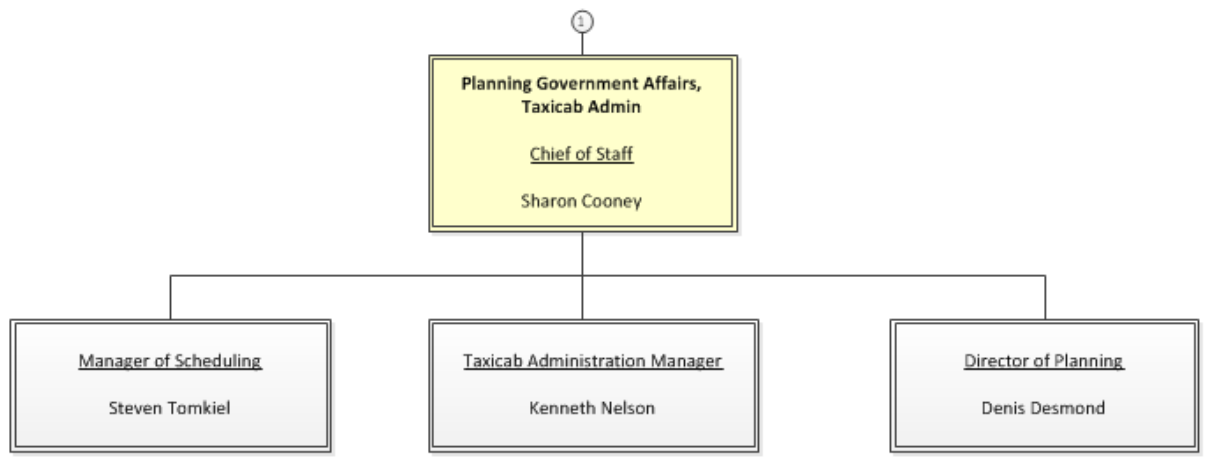 1
Planning Government Affairs,
Taxicab Admin
Chief of Staff
Sharon Cooney
Manager of Scheduling
Steven Tomkiel
Taxicab Administration Manager
Kenneth Nelson
Director of Planning
Denis Desmond